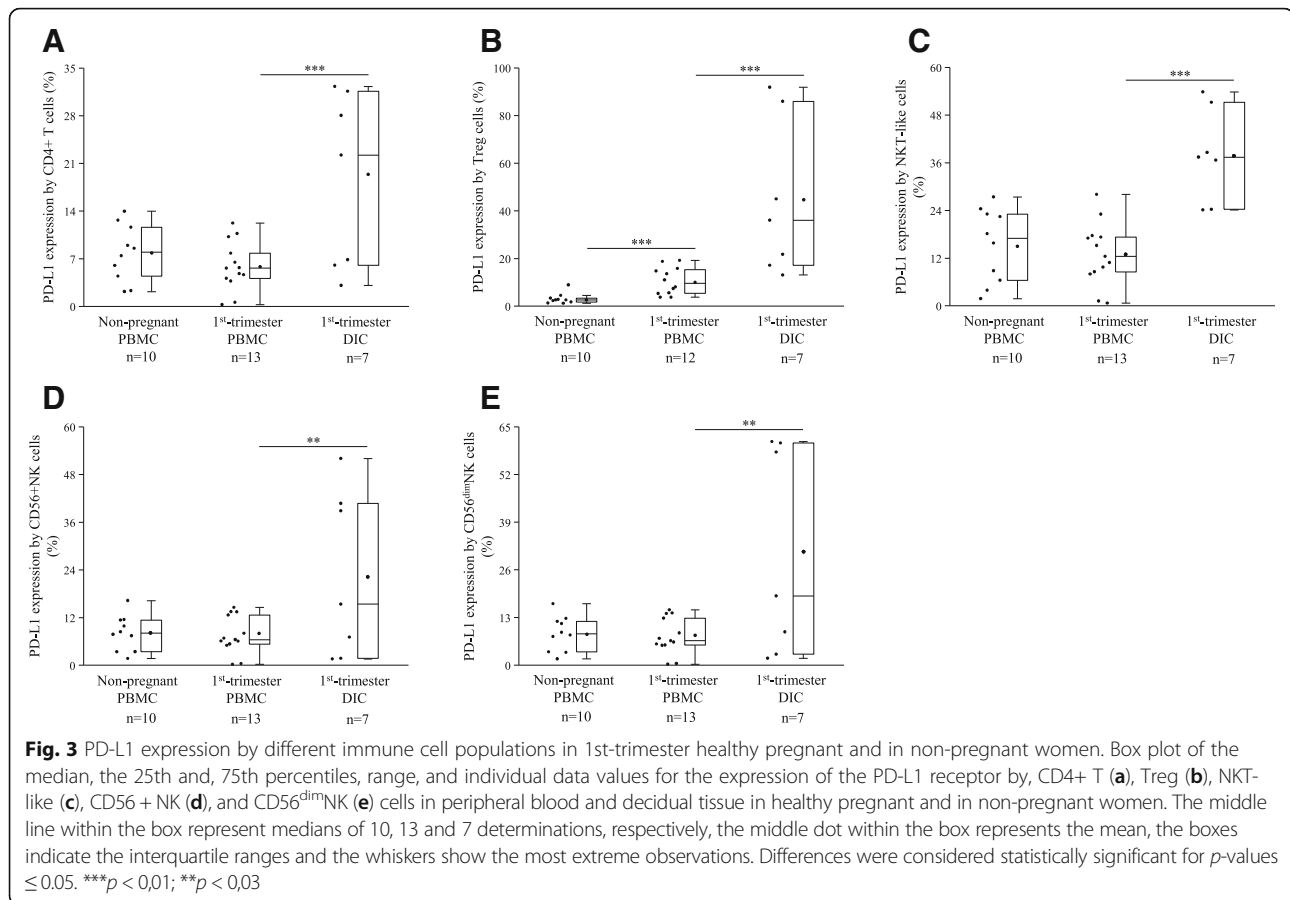 A
PD-L1 expression by CD4+ T cells (%)
35
28
21
14
7
0
***
Non-pregnant
PBMC
n=10
1st-trimester
PBMC
n=13
1st-trimester
DIC
n=7
B
PD-L1 expression by Treg cells (%)
100
80
60
40
20
0
***
***
Non-pregnant
PBMC
n=10
1st-trimester
PBMC
n=12
1st-trimester
DIC
n=7
C
PD-L1 expression by NKT-like cells
(%)
60
48
36
24
12
0
***
Non-pregnant
PBMC
n=10
1st-trimester
PBMC
n=13
1st-trimester
DIC
n=7
D
PD-L1 expression by CD56+NK cells
(%)
60
48
36
24
12
0
**
Non-pregnant
PBMC
n=10
1st-trimester
PBMC
n=13
1st-trimester
DIC
n=7
E
PD-L1 expression by CD56dimNK cells
(%)
65
52
39
26
13
0
**
Non-pregnant
PBMC
n=10
1st-trimester
PBMC
n=13
1st-trimester
DIC
n=7
Fig. 3 PD-L1 expression by different immune cell populations in 1st-trimester healthy pregnant and in non-pregnant women. Box plot of the
median, the 25th and, 75th percentiles, range, and individual data values for the expression of the PD-L1 receptor by, CD4+ T (a), Treg (b), NKT-
like (c), CD56 + NK (d), and CD56dimNK (e) cells in peripheral blood and decidual tissue in healthy pregnant and in non-pregnant women. The middle
line within the box represent medians of 10, 13 and 7 determinations, respectively, the middle dot within the box represents the mean, the boxes
indicate the interquartile ranges and the whiskers show the most extreme observations. Differences were considered statistically significant for p-values
≤ 0.05. ***p < 0,01; **p < 0,03